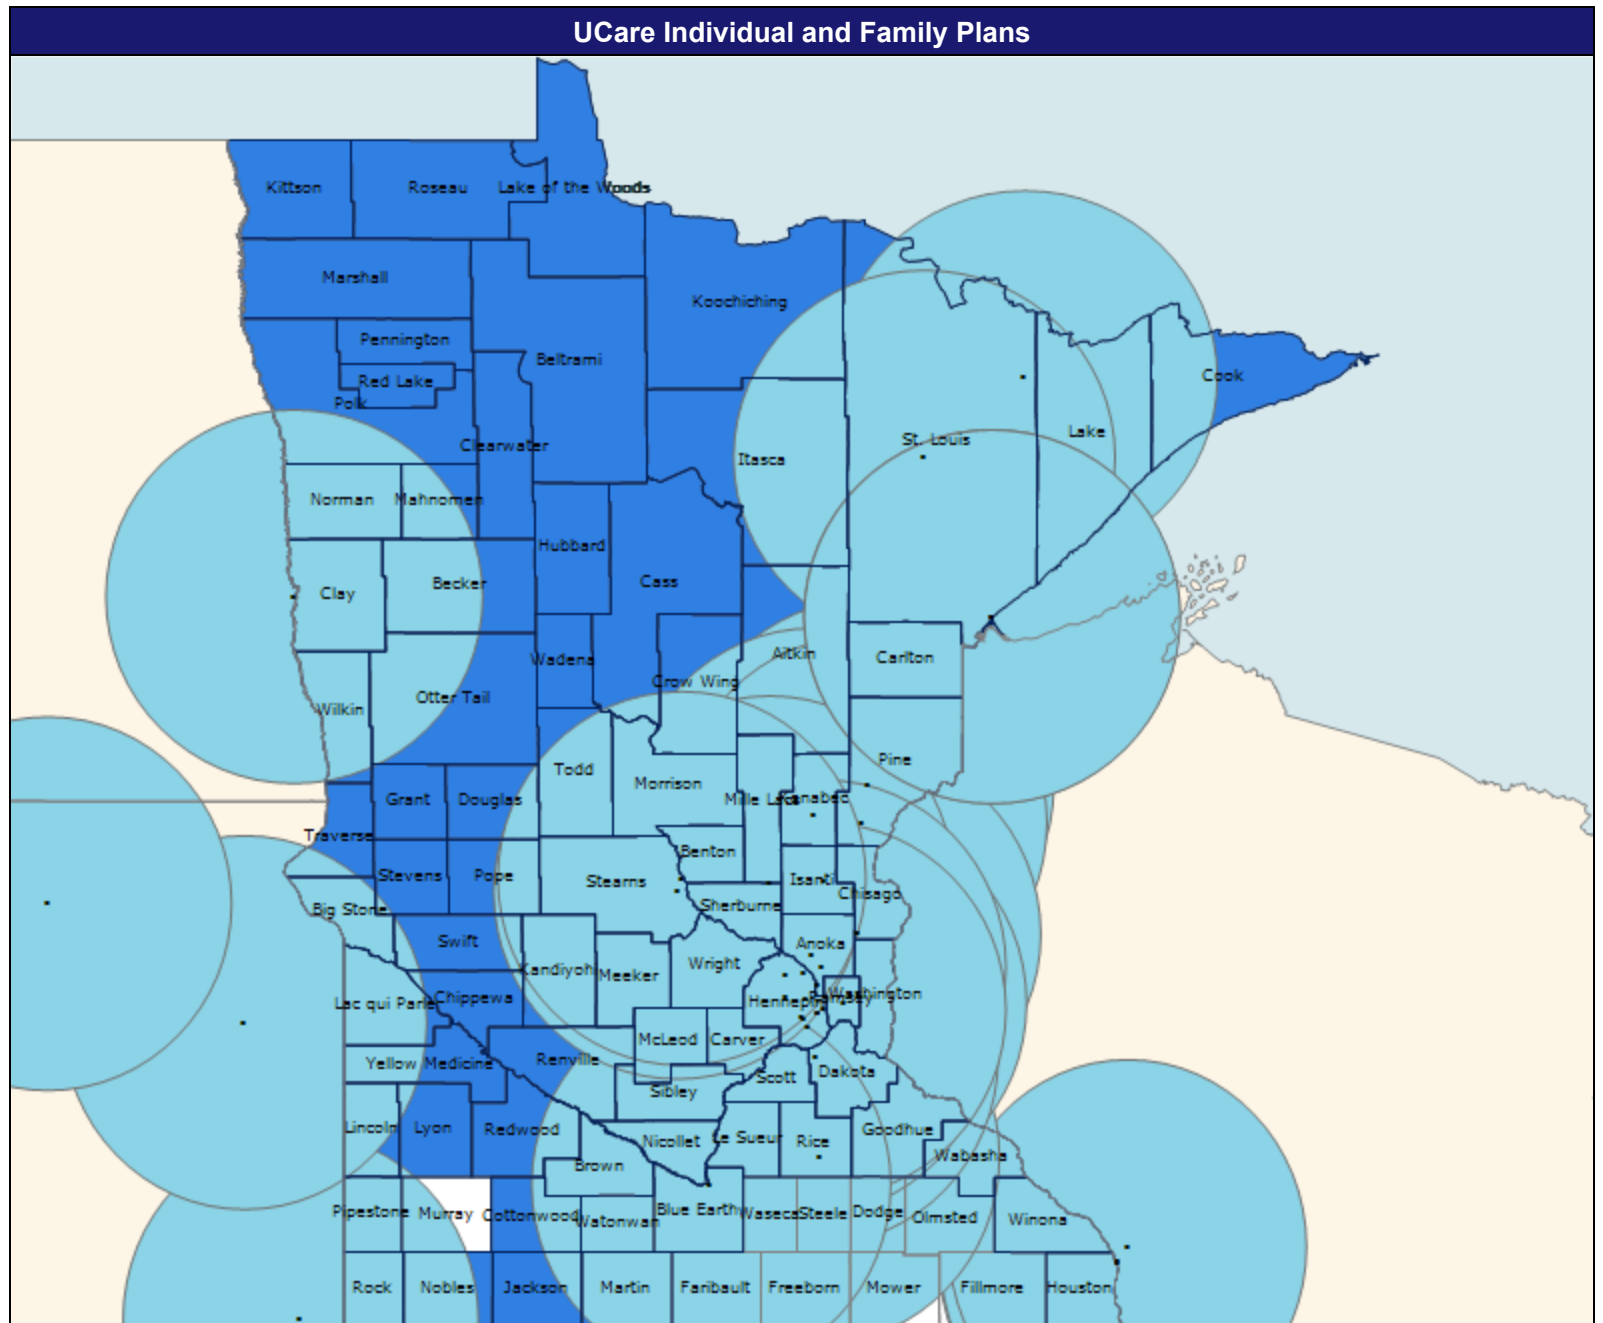 UCare Individual and Family Plans
Kittson Roseau Lake of the Woods
Marshall
Koochiching
Pennington
Beltrami
Red Lake
Cook
Polk
Clearwater
St. Louis Lake
Itasca
Norman Mahnomen
Hubbard
Clay Becker Cass
Wadena Aitkin Carlton
Crow Wing
Otter Tail
Wilkin
Pine
Todd
Morrison
Grant Douglas Mille Lacs Kanabec
Traverse
Benton
Stevens Pope Stearns Isanti
Chisago
Big Stone Sherburne
Swift Anoka
Kandiyohi Meeker Wright
Lac qui Parle Chippewa Hennepin Ramsey Washington
McLeod Carver
Yellow Medicine Renville
Scott Dakota
Sibley
Lincoln Lyon Redwood Nicollet Le Sueur Rice Goodhue
Brown Wabasha
Pipestone Murray Cottonwood Watonwan Blue Earth Waseca Steele Dodge Olmsted Winona
Rock Nobles Jackson Martin Faribault Freeborn Mower Fillmore Houston